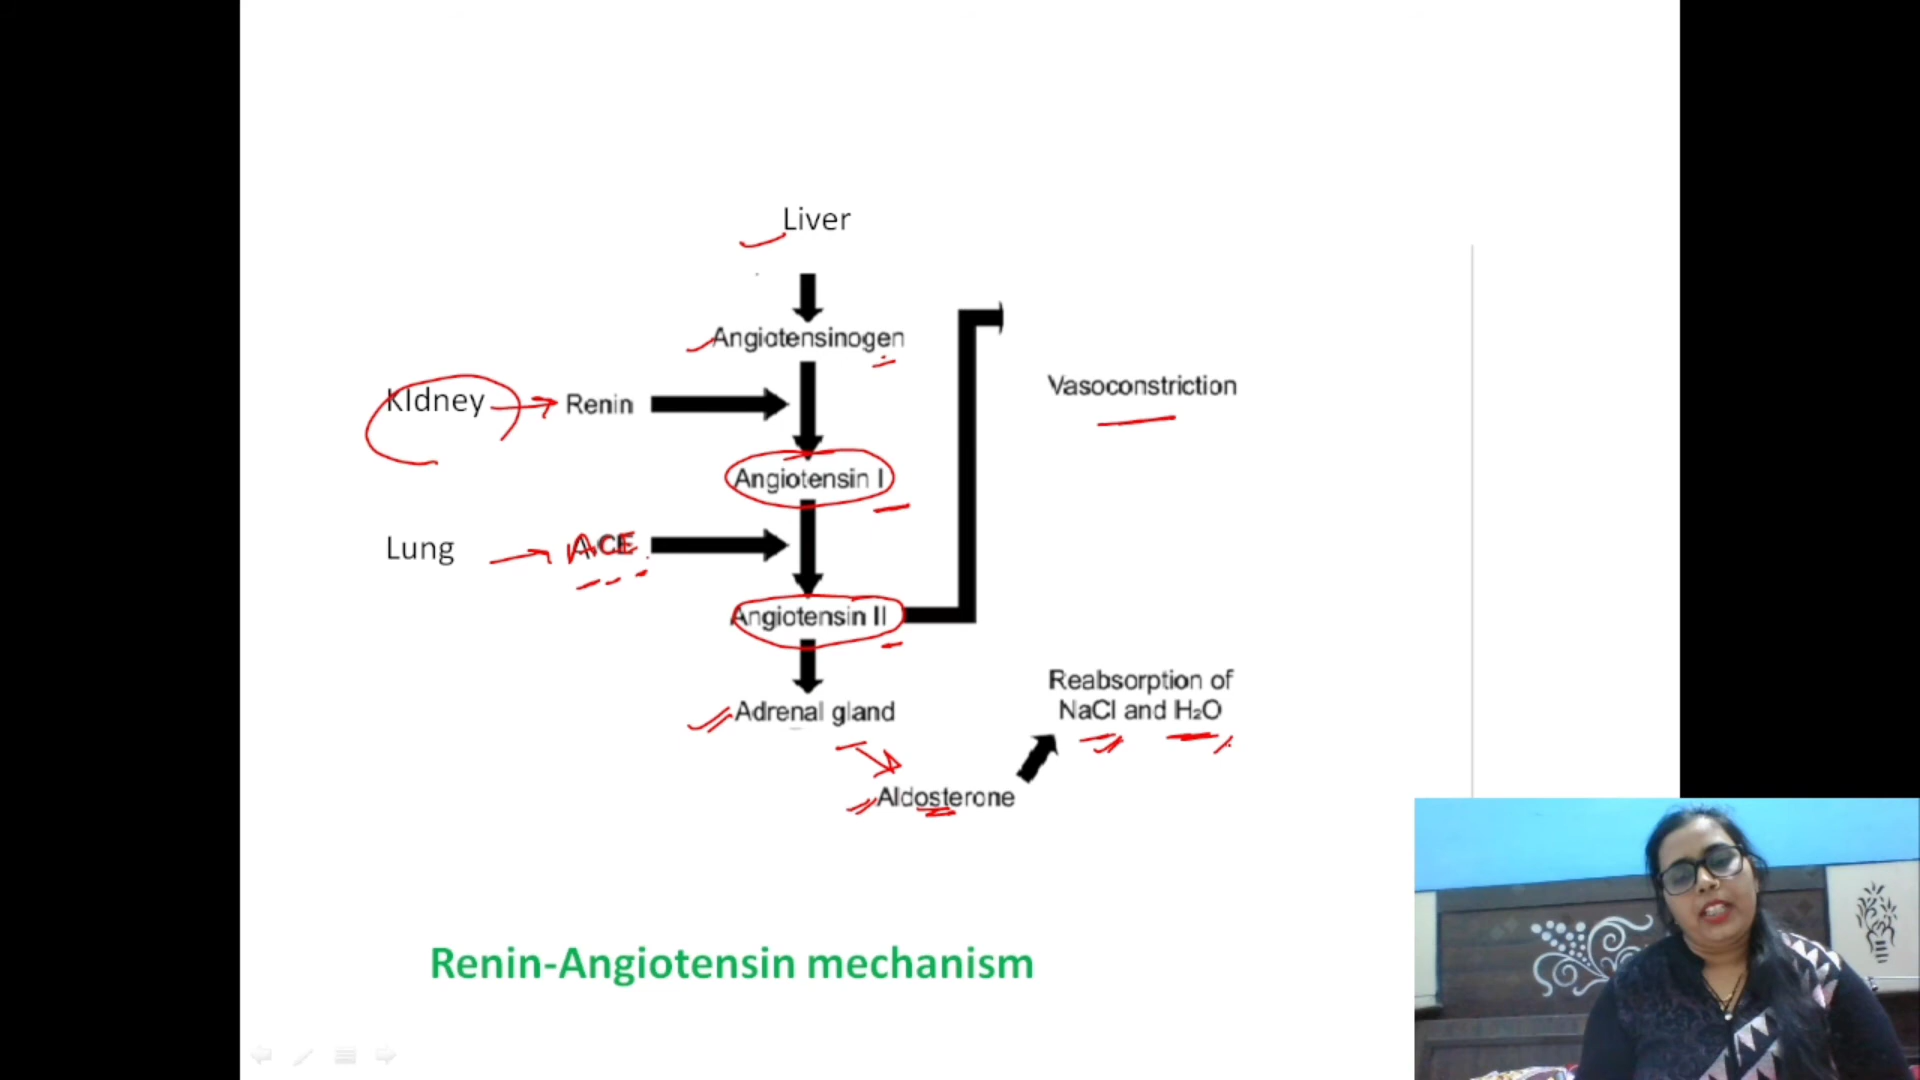 Liver
Angiotensinogen
KIdney
Renin
Vasoconstriction
Angiotensin I
Lung
ACE
Angiotensin II
Adrenal gland
Reabsorption of
NaCl and H₂O
Aldosterone
Renin-Angiotensin mechanism